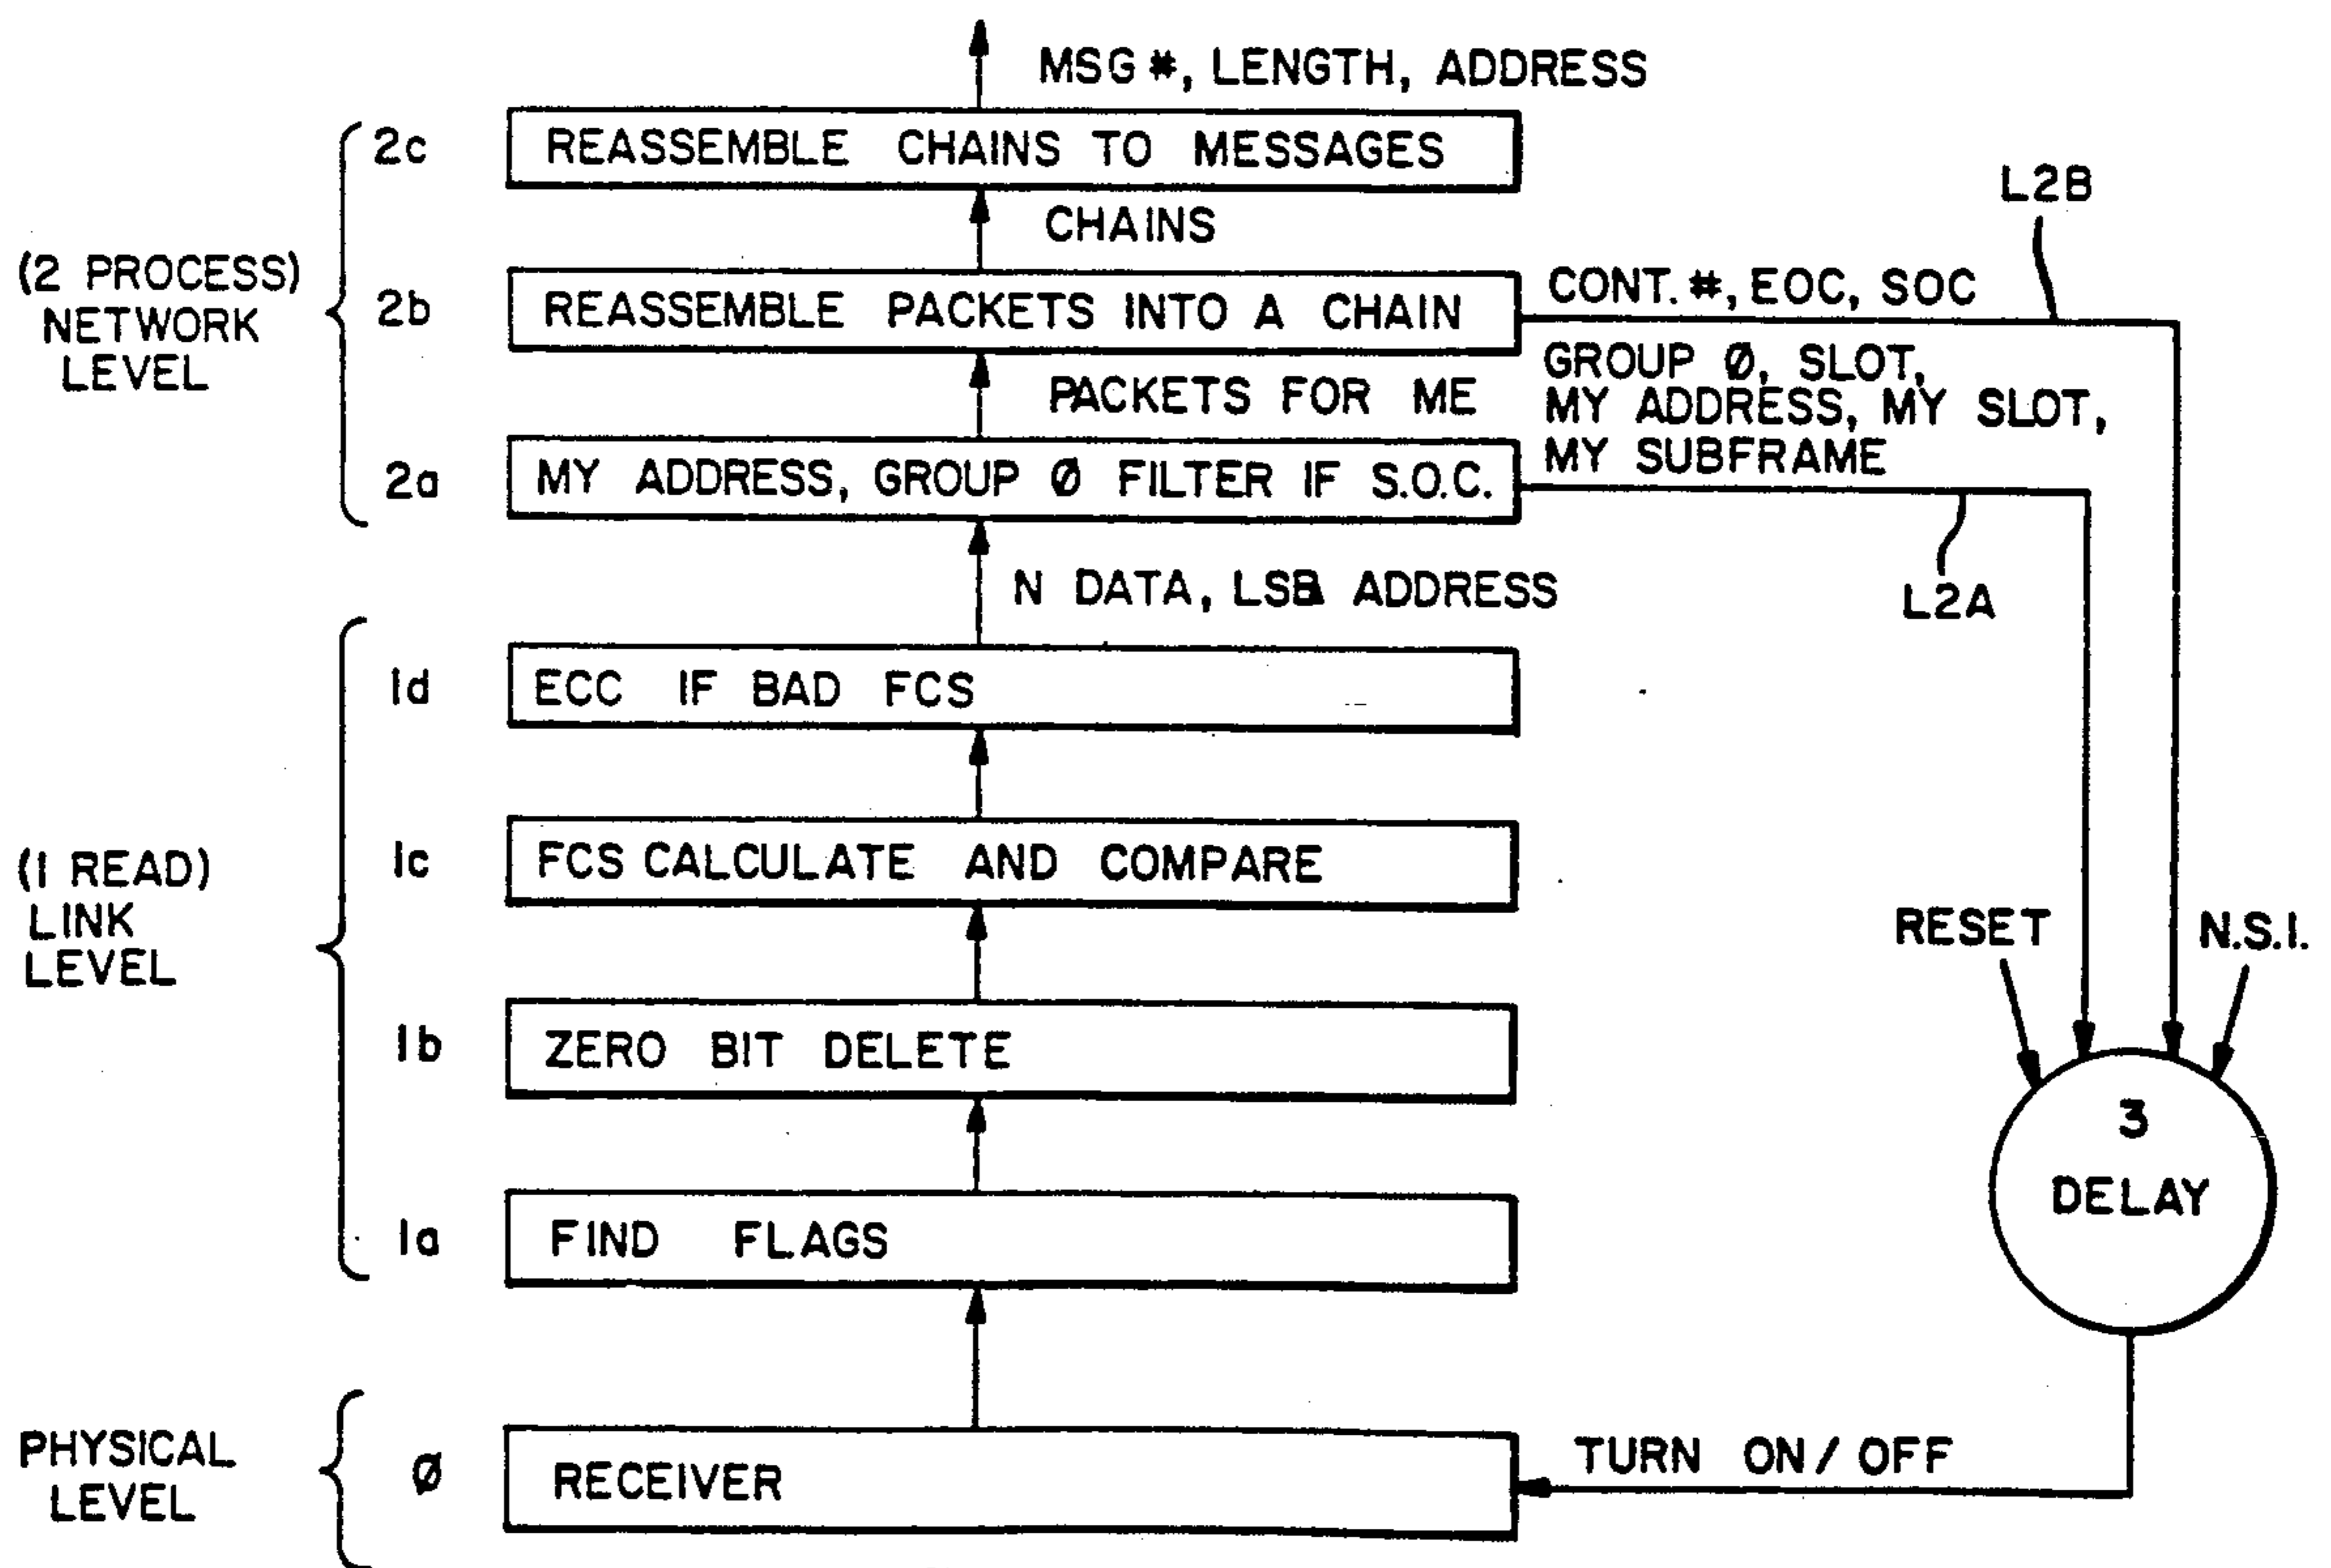 MSG #, LENGTH, ADDRESS
2c
REASSEMBLE CHAINS TO MESSAGES
CHAINS
L2B
(2 PROCESS)
NETWORK
LEVEL
2b
REASSEMBLE PACKETS INTO A CHAIN
CONT. #, EOC, SOC
PACKETS FOR ME
GROUP Ø, SLOT,
MY ADDRESS, MY SLOT,
MY SUBFRAME
2a
MY ADDRESS, GROUP Ø FILTER IF S.O.C.
N DATA, LSB ADDRESS
L2A
1d
ECC IF BAD FCS
(1 READ)
LINK
LEVEL
1c
FCS CALCULATE AND COMPARE
RESET
N.S.I.
1b
ZERO BIT DELETE
3
DELAY
1a
FIND FLAGS
PHYSICAL
LEVEL
Ø
RECEIVER
TURN ON/OFF